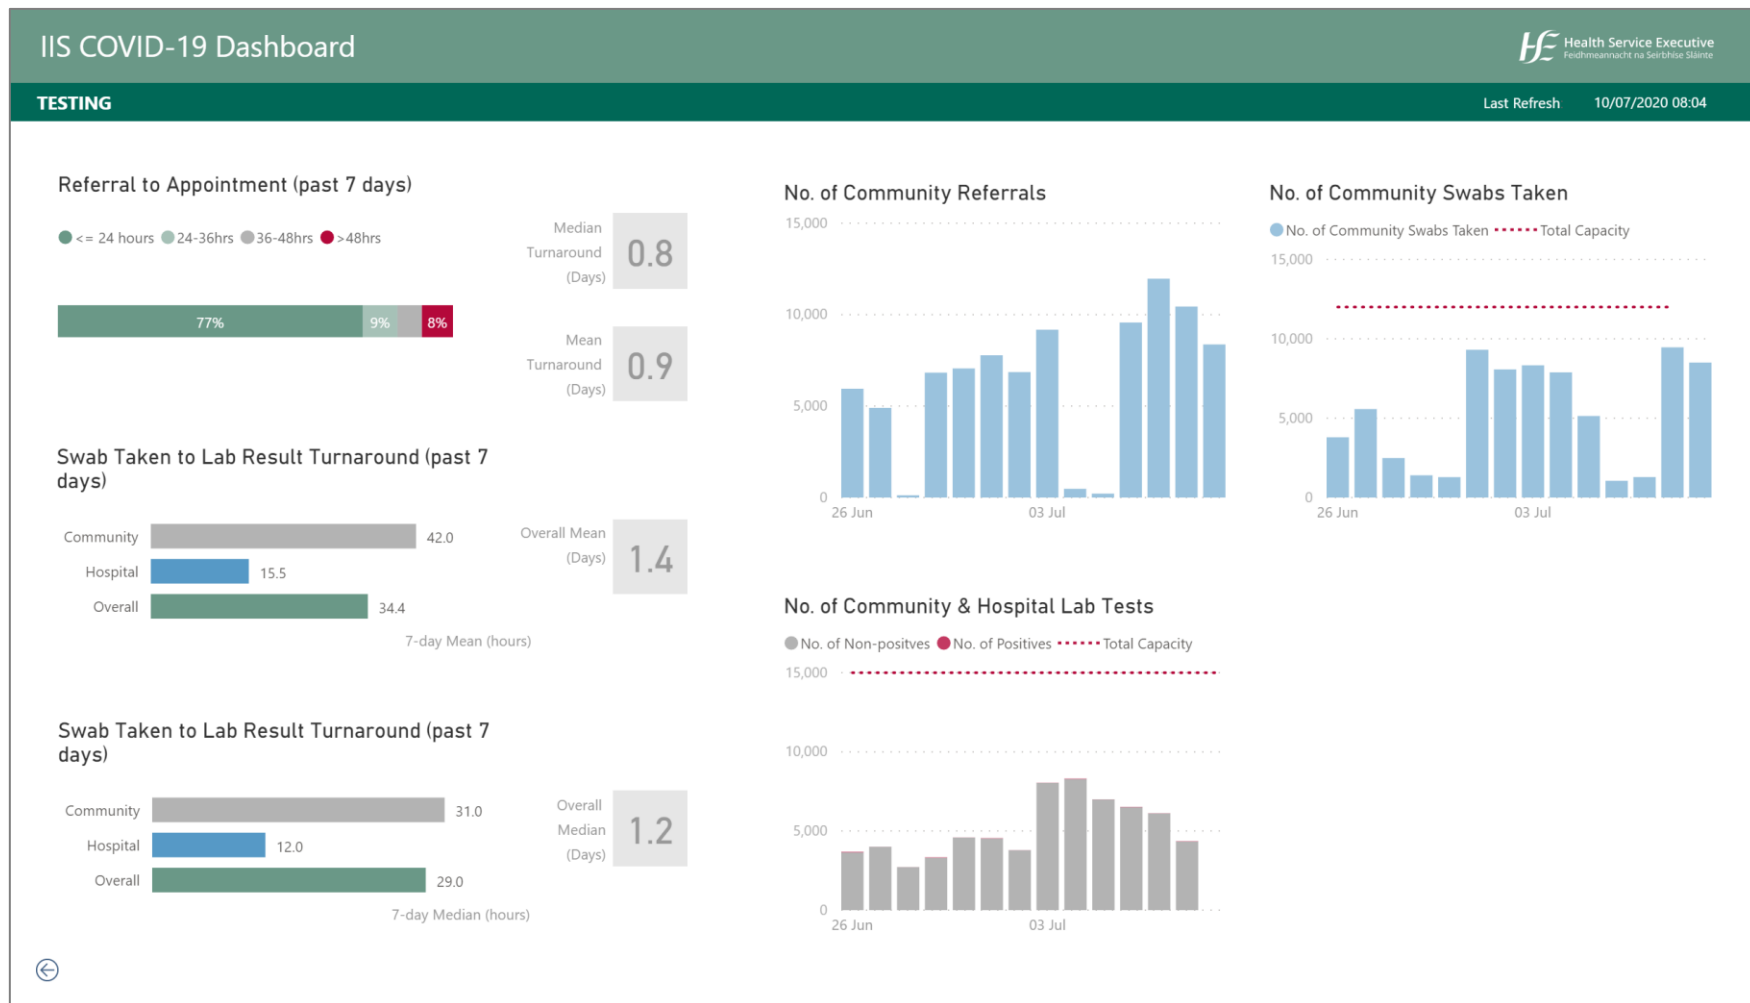 IIS COVID-19 Dashboard
Health Service Executive
Feidhmeannacht na Seirbhíse Sláinte
TESTING
Last Refresh 10/07/2020 08:04
Referral to Appointment (past 7 days)
<= 24 hours 24-36hrs 36-48hrs >48hrs
77% 9% 8%
Median
Turnaround
(Days)
0.8
Mean
Turnaround
(Days)
0.9
Swab Taken to Lab Result Turnaround (past 7
days)
Community 42.0
Hospital 15.5
Overall 34.4
7-day Mean (hours)
Overall Mean
(Days)
1.4
Swab Taken to Lab Result Turnaround (past 7
days)
Community 31.0
Hospital 12.0
Overall 29.0
7-day Median (hours)
Overall
Median
(Days)
1.2
No. of Community Referrals
15,000
10,000
5,000
0
26 Jun 03 Jul
No. of Community Swabs Taken
No. of Community Swabs Taken Total Capacity
15,000
10,000
5,000
0
26 Jun 03 Jul
No. of Community & Hospital Lab Tests
No. of Non-positves No. of Positives Total Capacity
15,000
10,000
5,000
0
26 Jun 03 Jul